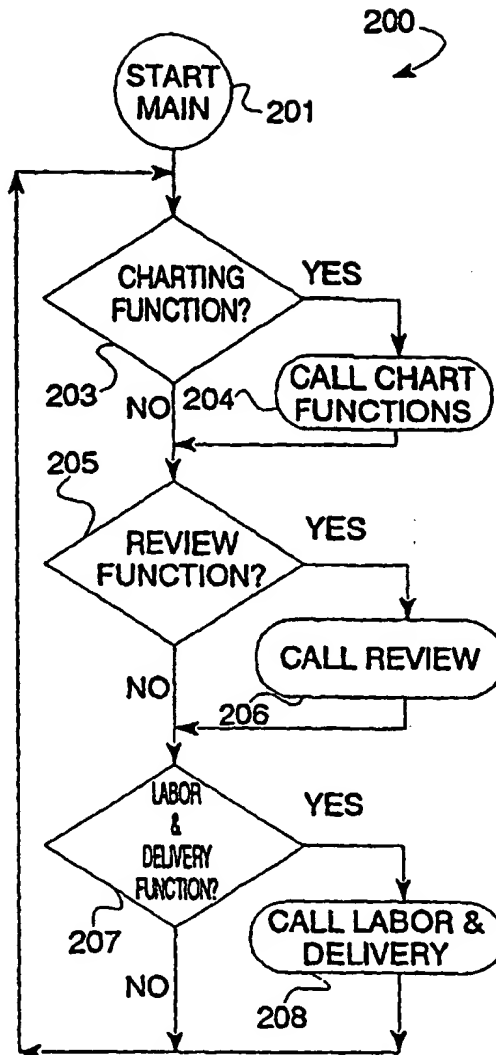 200
START
MAIN
201
CHARTING
FUNCTION?
YES
203
NO
204
CALL CHART
FUNCTIONS
205
REVIEW
FUNCTION?
YES
CALL REVIEW
NO
206
LABOR
&
DELIVERY
FUNCTION?
YES
207
CALL LABOR &
DELIVERY
NO
208